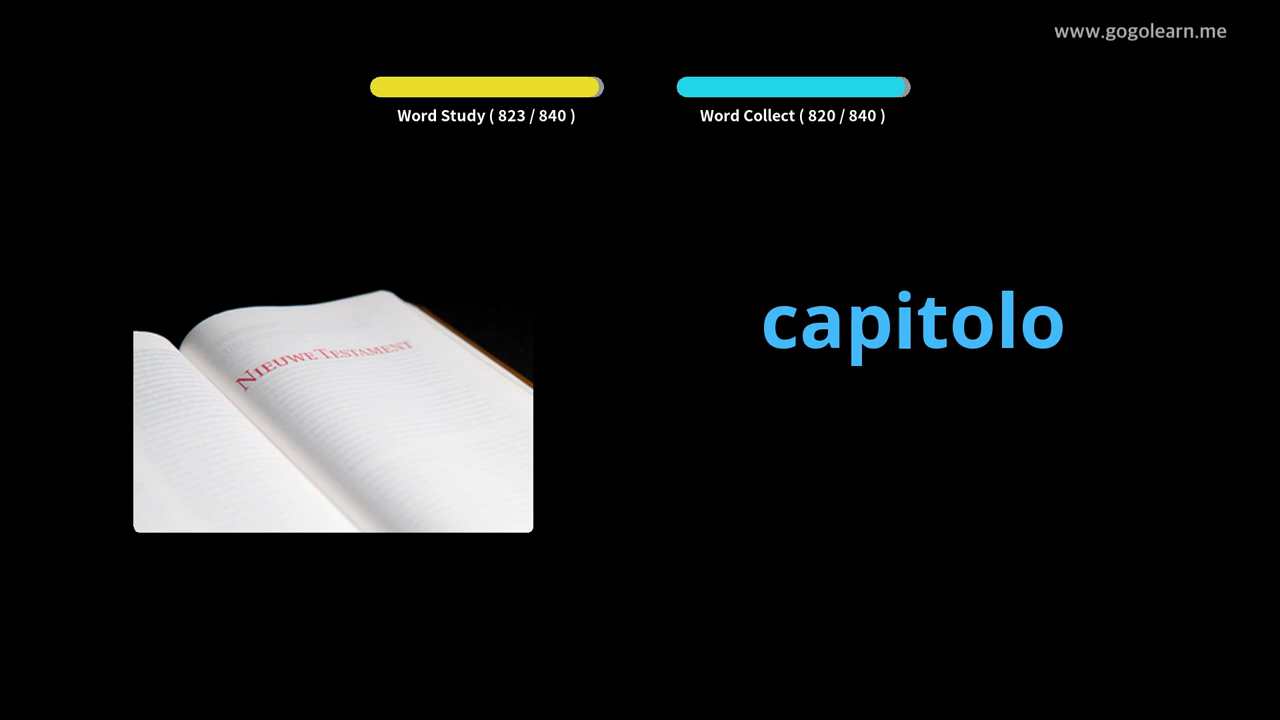 www.gogolearn.me
Word Study ( 823 / 840 )
Word Collect ( 820 / 840 )
capitolo
NIEUWE TESTAMENT